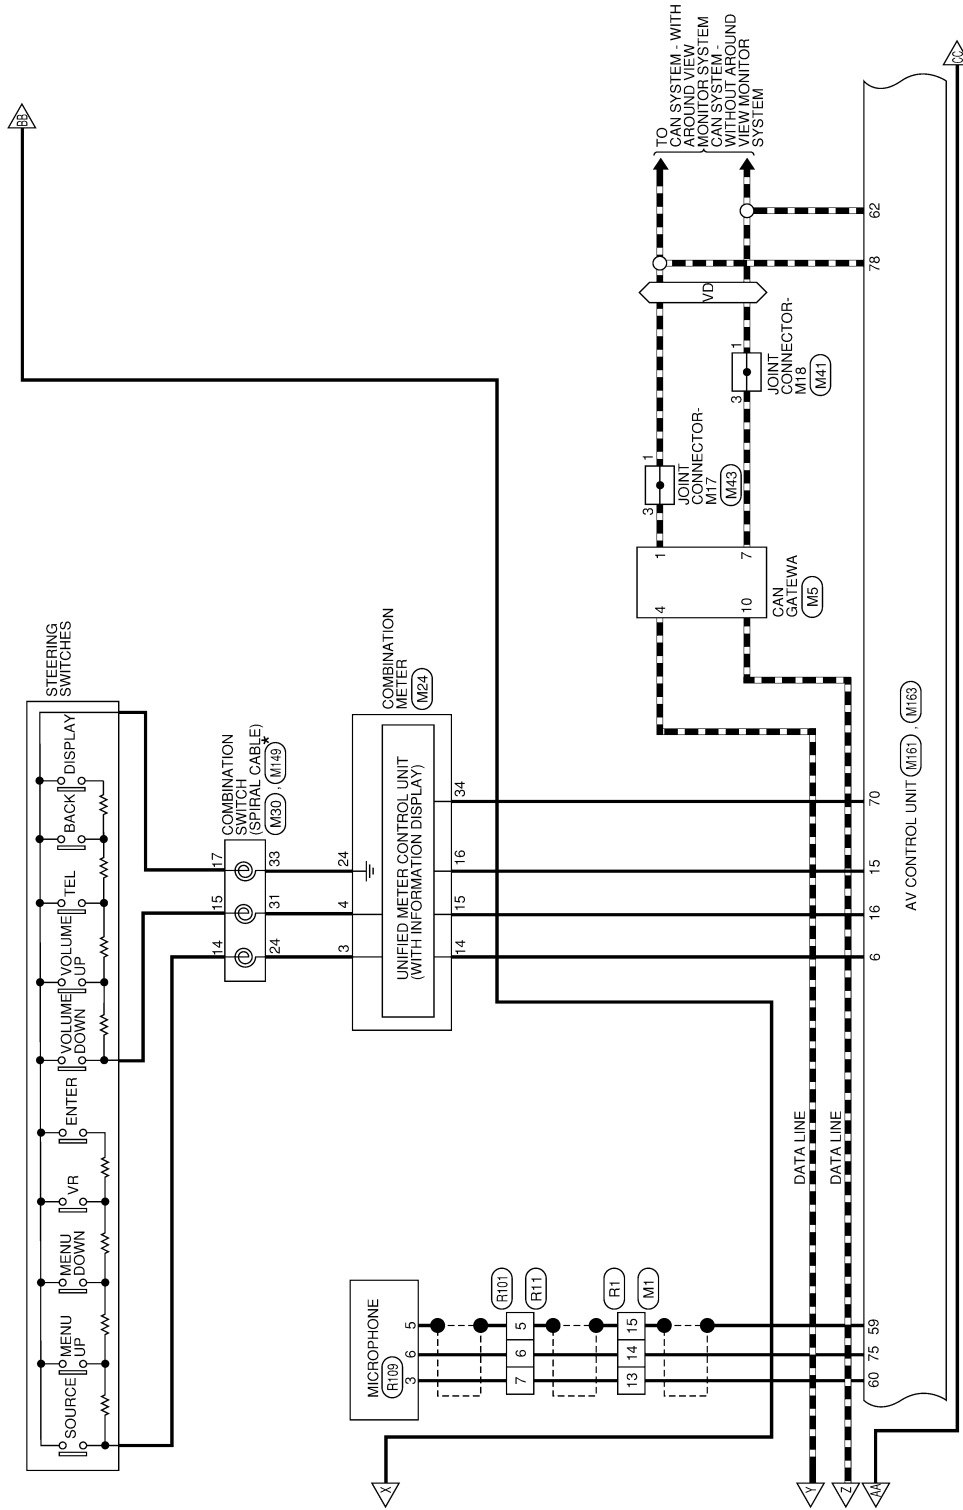 STEERING
SWITCHES
SOURCE
MENU
UP
MENU
DOWN
VR
ENTER
VOLUME
DOWN
VOLUME
UP
TEL
BACK
DISPLAY
BB
14
15
17
COMBINATION
SWITCH
(SPIRAL CABLE)
M30 , M149 *
24
31
33
3
4
24
COMBINATION
METER
M24
UNIFIED METER CONTROL UNIT
(WITH INFORMATION DISPLAY)
14
15
16
34
MICROPHONE
R109
3
6
5
R101
R11
7
6
5
R1
M1
13
14
15
X
4
10
1
7
CAN
GATEWA
M5
3
1
JOINT
CONNECTOR-
M17
M43
3
1
JOINT
CONNECTOR-
M18
M41
VD
TO
CAN SYSTEM - WITH
AROUND VIEW
MONITOR SYSTEM
CAN SYSTEM -
WITHOUT AROUND
VIEW MONITOR
SYSTEM
DATA LINE
DATA LINE
Y
Z
AA
60
75
59
6
16
15
70
78
62
AV CONTROL UNIT M161 , M163
CC